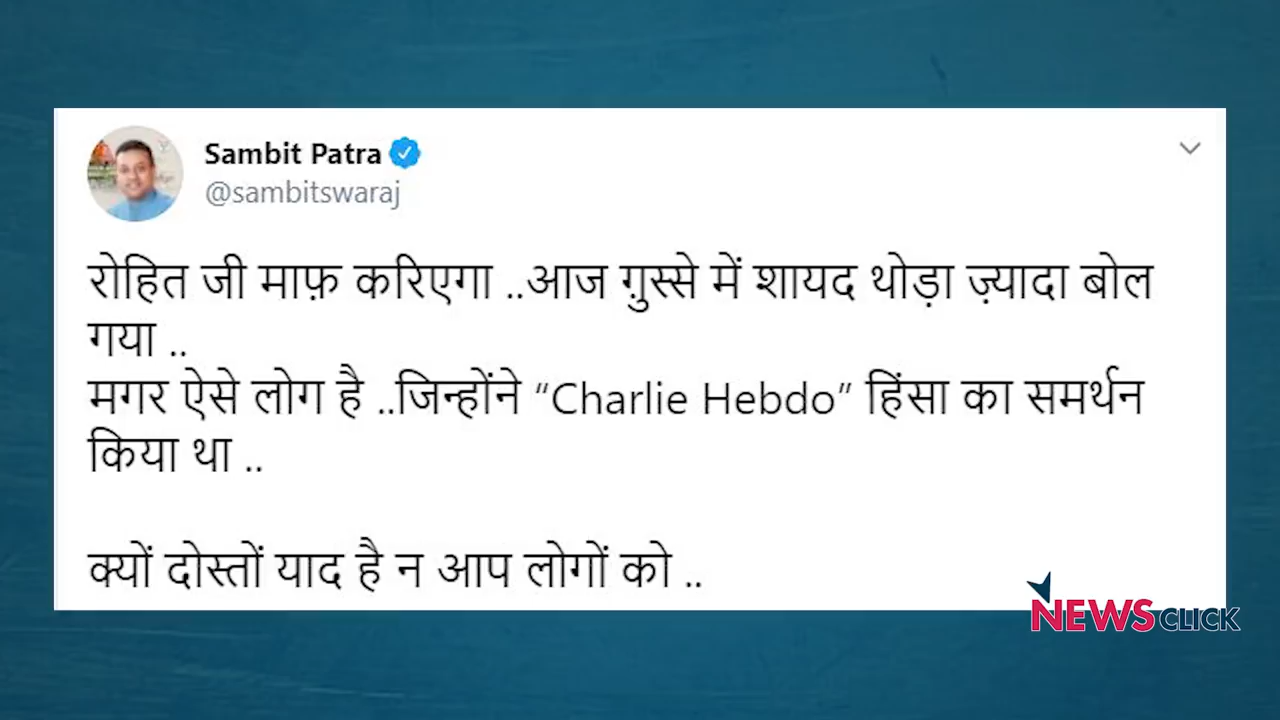 Sambit Patra
@sambitswaraj
रोहित जी माफ़ करिएगा ..आज ग़ुस्से में शायद थोड़ा ज़्यादा बोल
गया ..
मगर ऐसे लोग है ..जिन्होंने “Charlie Hebdo” हिंसा का समर्थन
किया था ..
क्यों दोस्तों याद है न आप लोगों को ..
NEWSCLICK